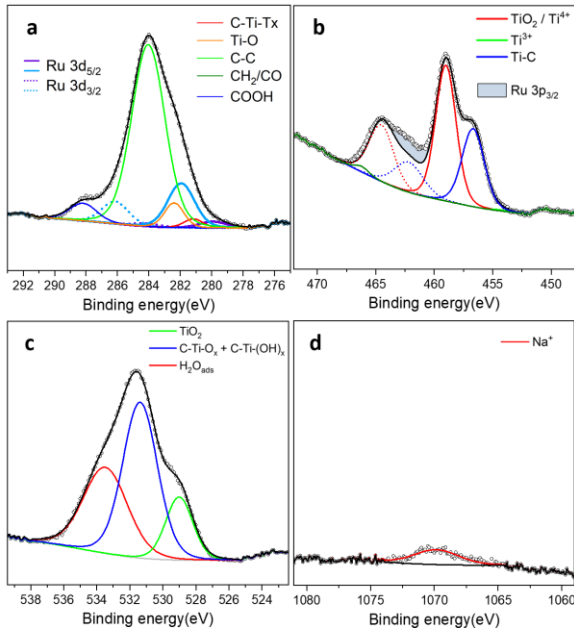 a
Ru 3d5/2
Ru 3d3/2
C-Ti-Tx
Ti-O
C-C
CH2/CO
COOH
292 290 288 286 284 282 280 278 276
Binding energy(eV)
b
TiO2 / Ti4+
Ti3+
Ti-C
Ru 3p3/2
470 465 460 455 450
Binding energy(eV)
c
TiO2
C-Ti-Ox + C-Ti-(OH)x
H2Oads
538 536 534 532 530 528 526 524
Binding energy(eV)
d
Na+
1080 1075 1070 1065 1060
Binding energy(eV)